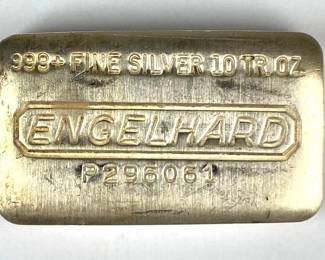 999+ FINE SILVER 10 TR. OZ.
ENGELHARD
P296061